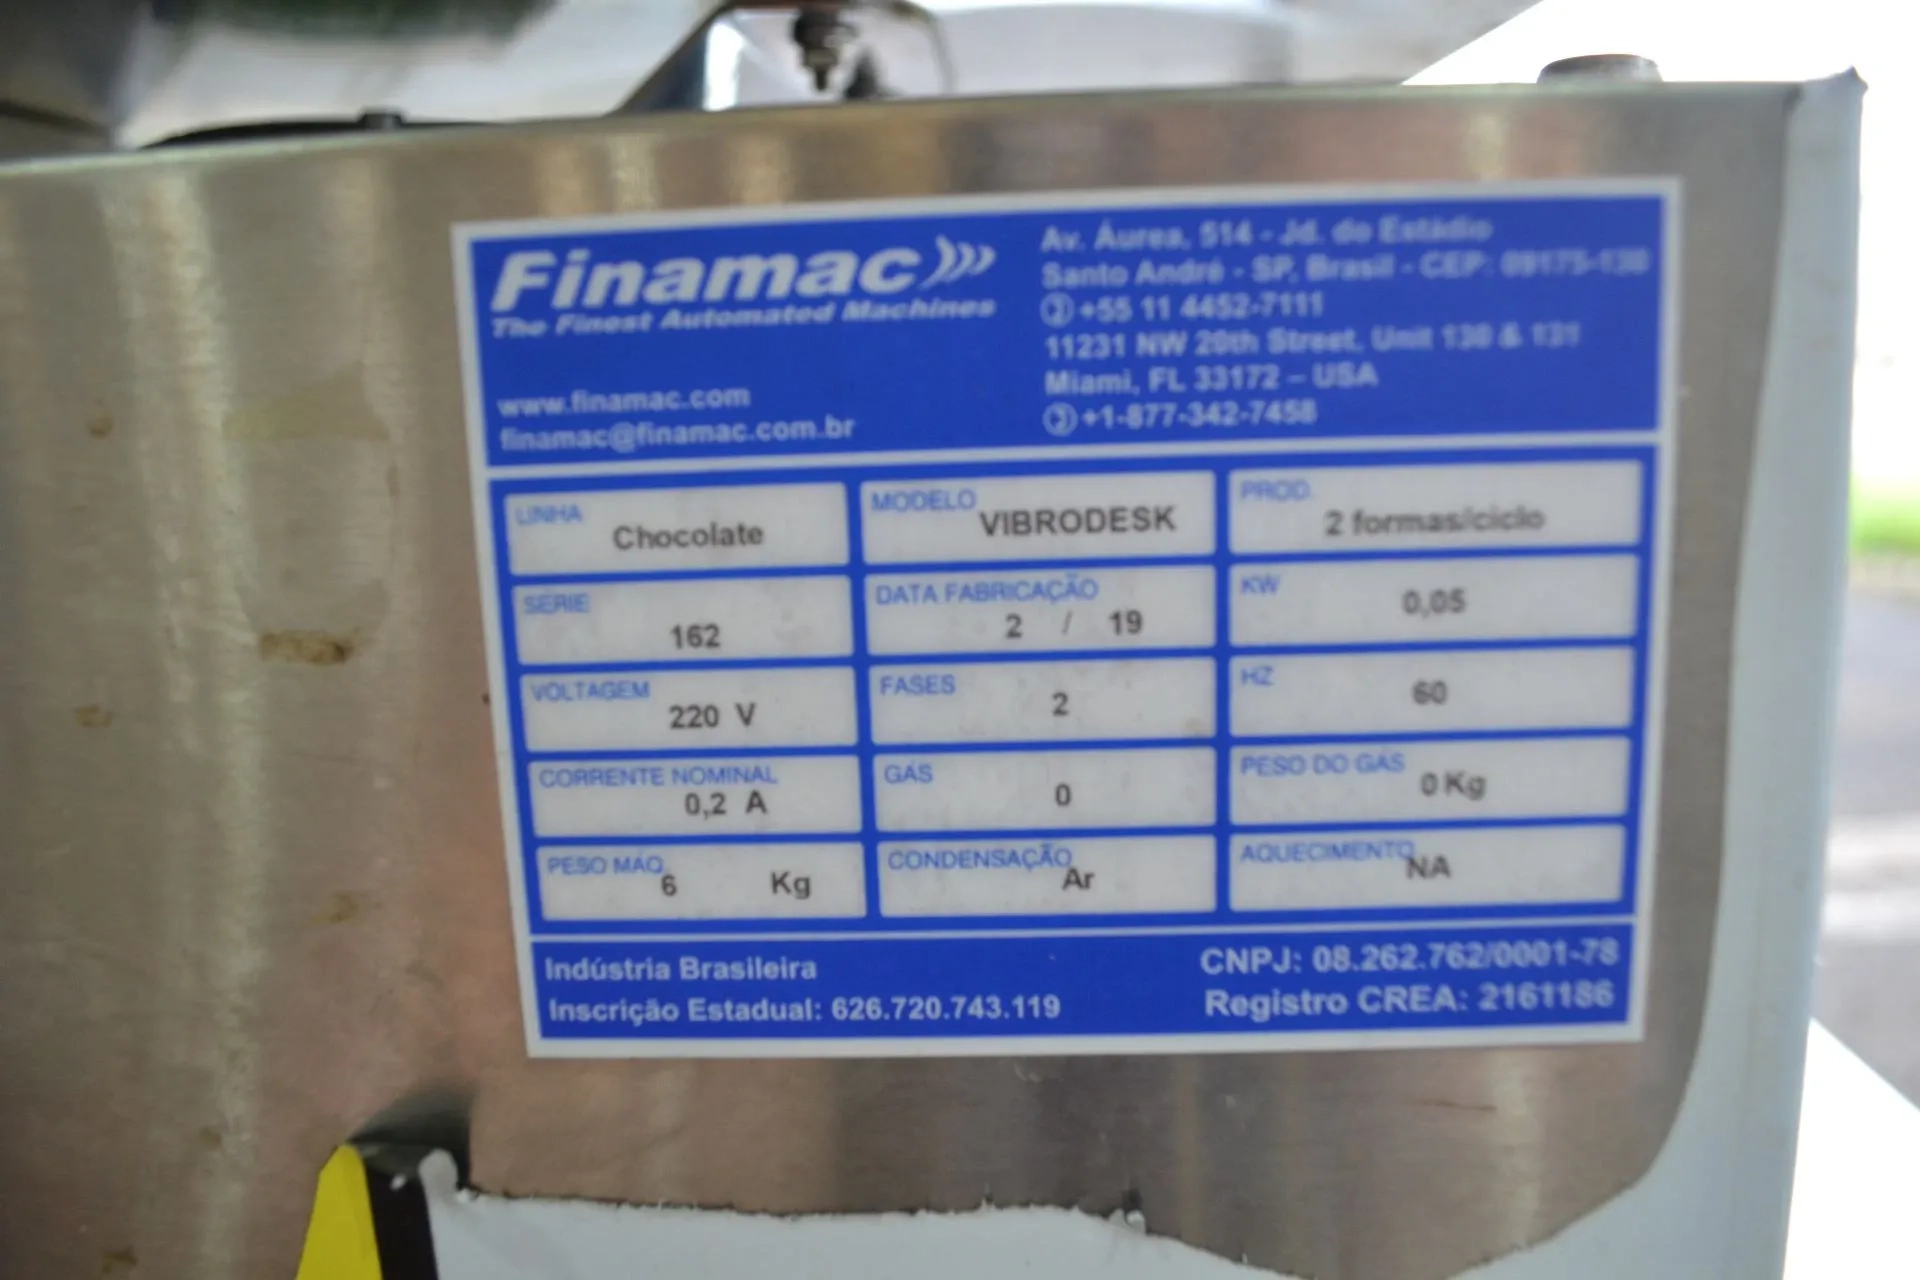 Finamac
The Finest Automated Machines
www.finamac.com
finamac@finamac.com.br
Av. Áurea, 514 - Jd. do Estádio
Santo André - SP, Brasil - CEP: 09175-130
+55 11 4452-7111
11231 NW 20th Street, Unit 130 & 131
Miami, FL 33172 – USA
+1-877-342-7458
LINHA
Chocolate
MODELO
VIBRODESK
PROD.
2 formas/ciclo
SÉRIE
162
DATA FABRICAÇÃO
2 / 19
KW
0,05
VOLTAGEM
220 V
FASES
2
HZ
60
CORRENTE NOMINAL
0,2 A
GÁS
0
PESO DO GÁS
0 Kg
PESO MÁQ.
6 Kg
CONDENSAÇÃO
Ar
AQUECIMENTO
NA
Indústria Brasileira
Inscrição Estadual: 626.720.743.119
CNPJ: 08.262.762/0001-78
Registro CREA: 2161186